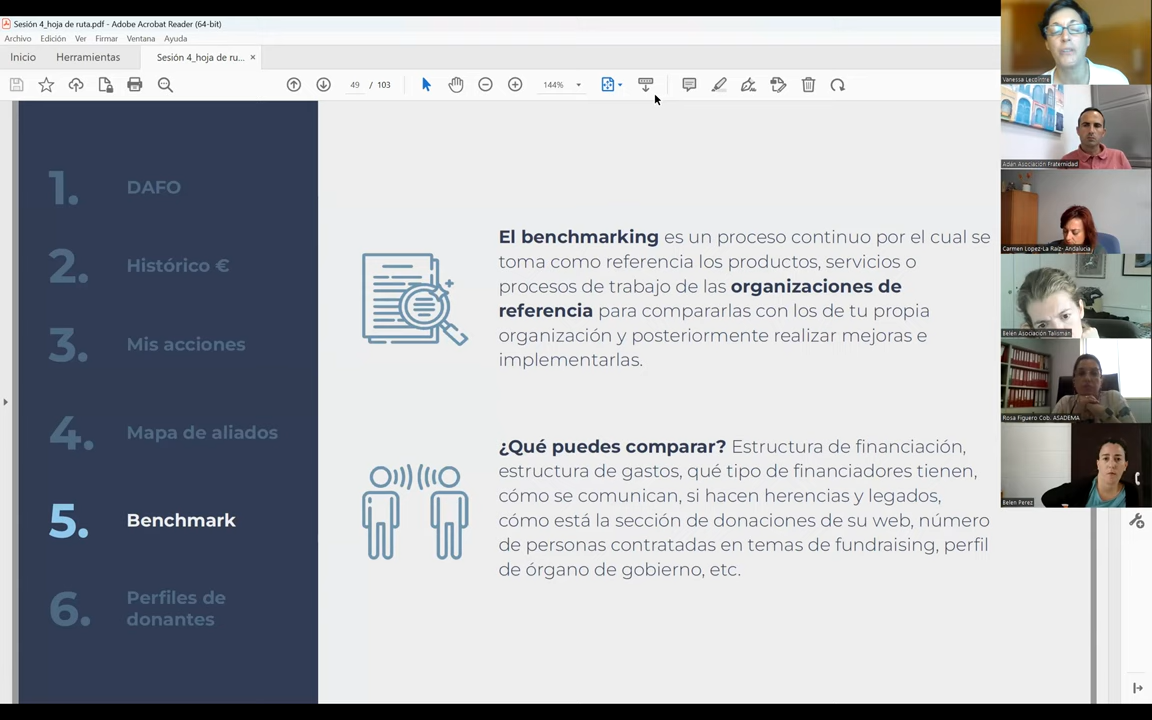 Sesión 4_hoja de ruta.pdf - Adobe Acrobat Reader (64-bit)
Archivo Edición Ver Firmar Ventana Ayuda
Inicio Herramientas Sesión 4_hoja de ru... ×
49 / 103 144%
1. DAFO
2. Histórico €
3. Mis acciones
4. Mapa de aliados
5. Benchmark
6. Perfiles de
donantes
El benchmarking es un proceso continuo por el cual se
toma como referencia los productos, servicios o
procesos de trabajo de las organizaciones de
referencia para compararlas con los de tu propia
organización y posteriormente realizar mejoras e
implementarlas.
¿Qué puedes comparar? Estructura de financiación,
estructura de gastos, qué tipo de financiadores tienen,
cómo se comunican, si hacen herencias y legados,
cómo está la sección de donaciones de su web, número
de personas contratadas en temas de fundraising, perfil
de órgano de gobierno, etc.
Vanessa Lecointre
Adán Asociación Fraternidad
Carmen Lopez-La Raíz- Andalucía
Belén Asociación Talismán
Rosa Figuero Cob. ASADEMA
Belen Perez